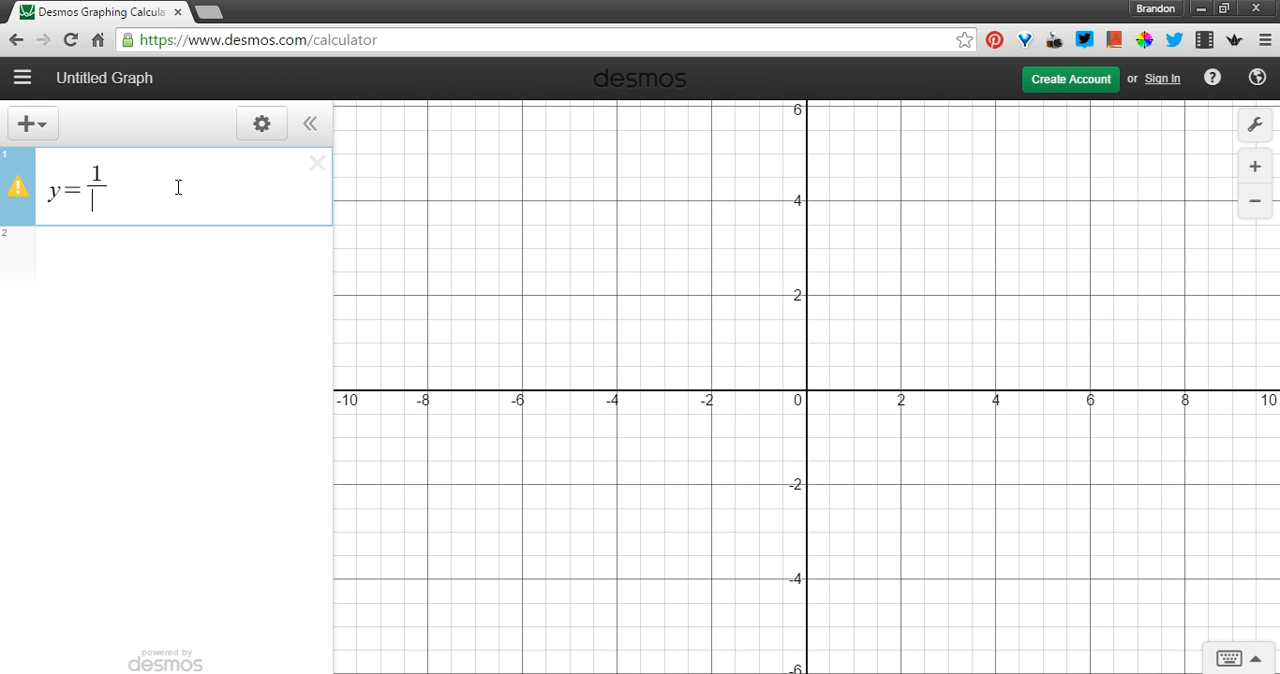 Desmos Graphing Calcula
Brandon
https://www.desmos.com/calculator
Untitled Graph
desmos
Create Account or Sign In
1
y=1/
2
6
4
2
-10 -8 -6 -4 -2 0 2 4 6 8 10
-2
-4
-6
powered by
desmos